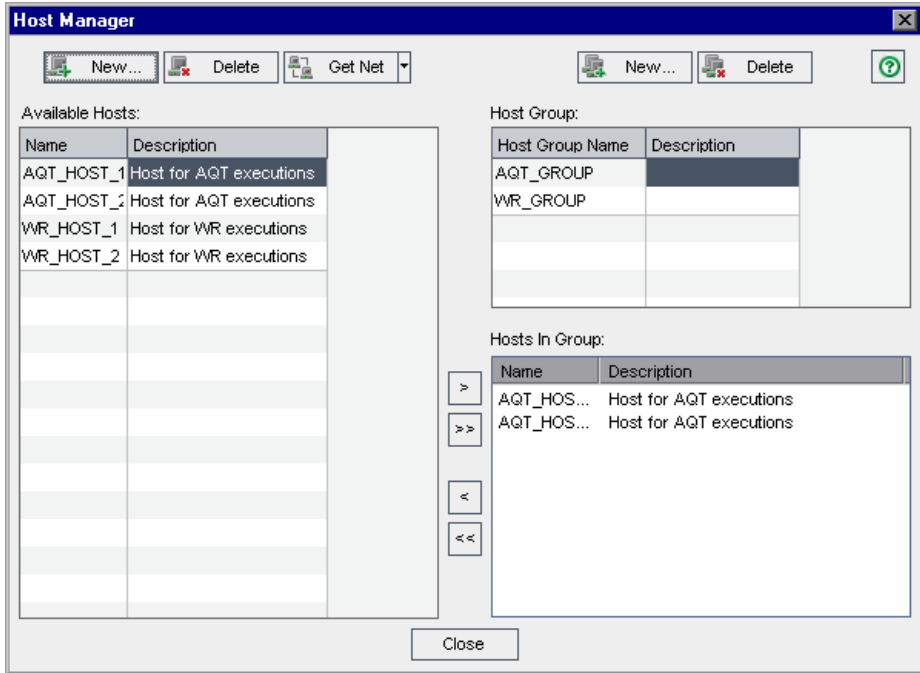 Host Manager
New... Delete Get Net New... Delete
Available Hosts:
Name Description
AQT_HOST_1 Host for AQT executions
AQT_HOST_2 Host for AQT executions
WR_HOST_1 Host for WR executions
WR_HOST_2 Host for WR executions
Host Group:
Host Group Name Description
AQT_GROUP
WR_GROUP
Hosts In Group:
Name Description
AQT_HOS... Host for AQT executions
AQT_HOS... Host for AQT executions
>
>>
<
<<
Close